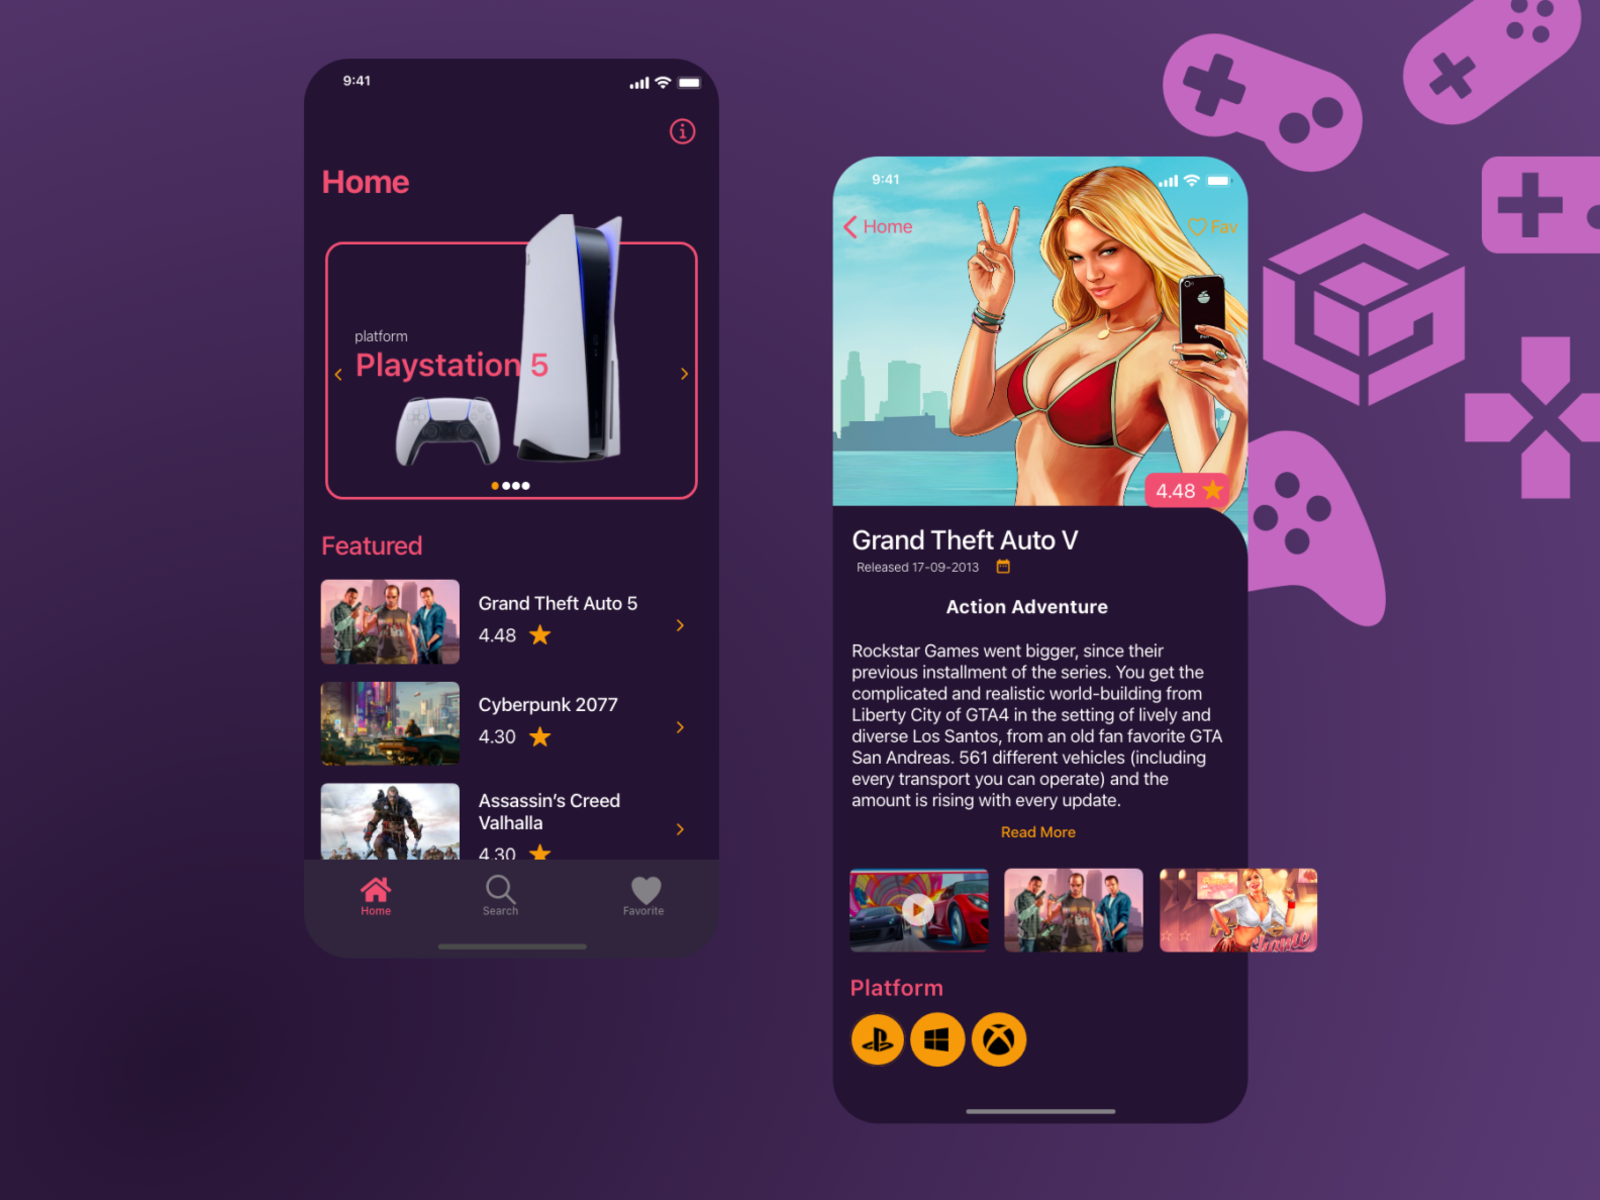 9:41
Home
platform
Playstation 5
Featured
Grand Theft Auto 5
4.48
Cyberpunk 2077
4.30
Assassin's Creed
Valhalla
4.30
Home
Search
Favorite
9:41
Home
Fav
4.48
Grand Theft Auto V
Released 17-09-2013
Action Adventure
Rockstar Games went bigger, since their
previous installment of the series. You get the
complicated and realistic world-building from
Liberty City of GTA4 in the setting of lively and
diverse Los Santos, from an old fan favorite GTA
San Andreas. 561 different vehicles (including
every transport you can operate) and the
amount is rising with every update.
Read More
Platform